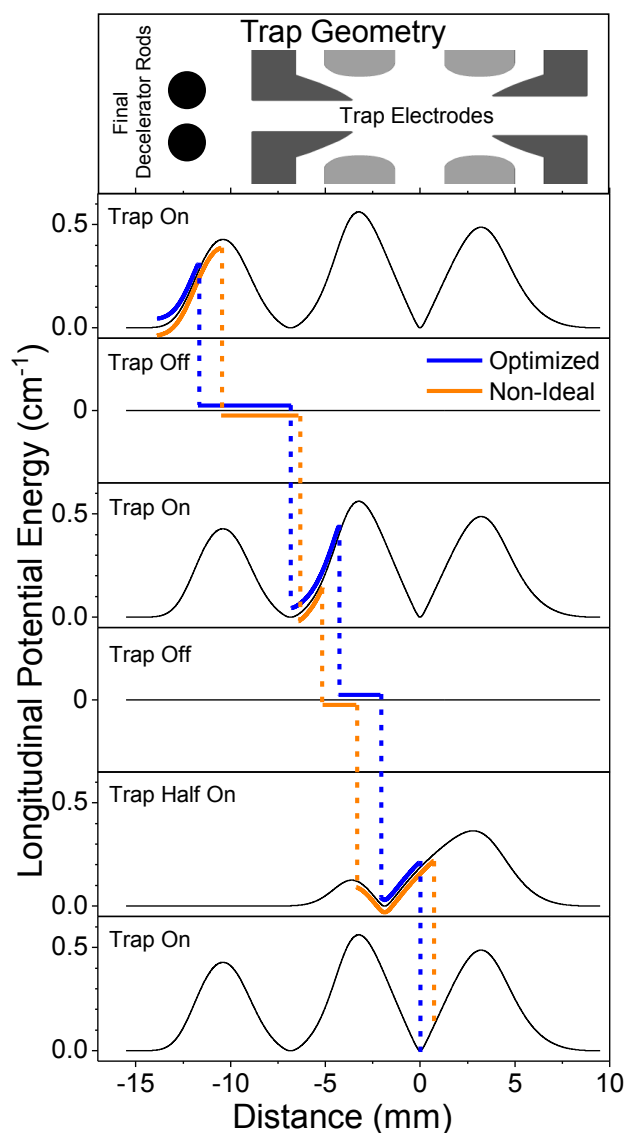 Trap Geometry
Final
Decelerator Rods
Trap Electrodes
Longitudinal Potential Energy (cm⁻¹)
Trap On
0.5
0.0
Trap Off
Optimized
Non-Ideal
0
Trap On
0.5
0.0
Trap Off
0
Trap Half On
0.5
0.0
Trap On
0.5
0.0
-15 -10 -5 0 5 10
Distance (mm)